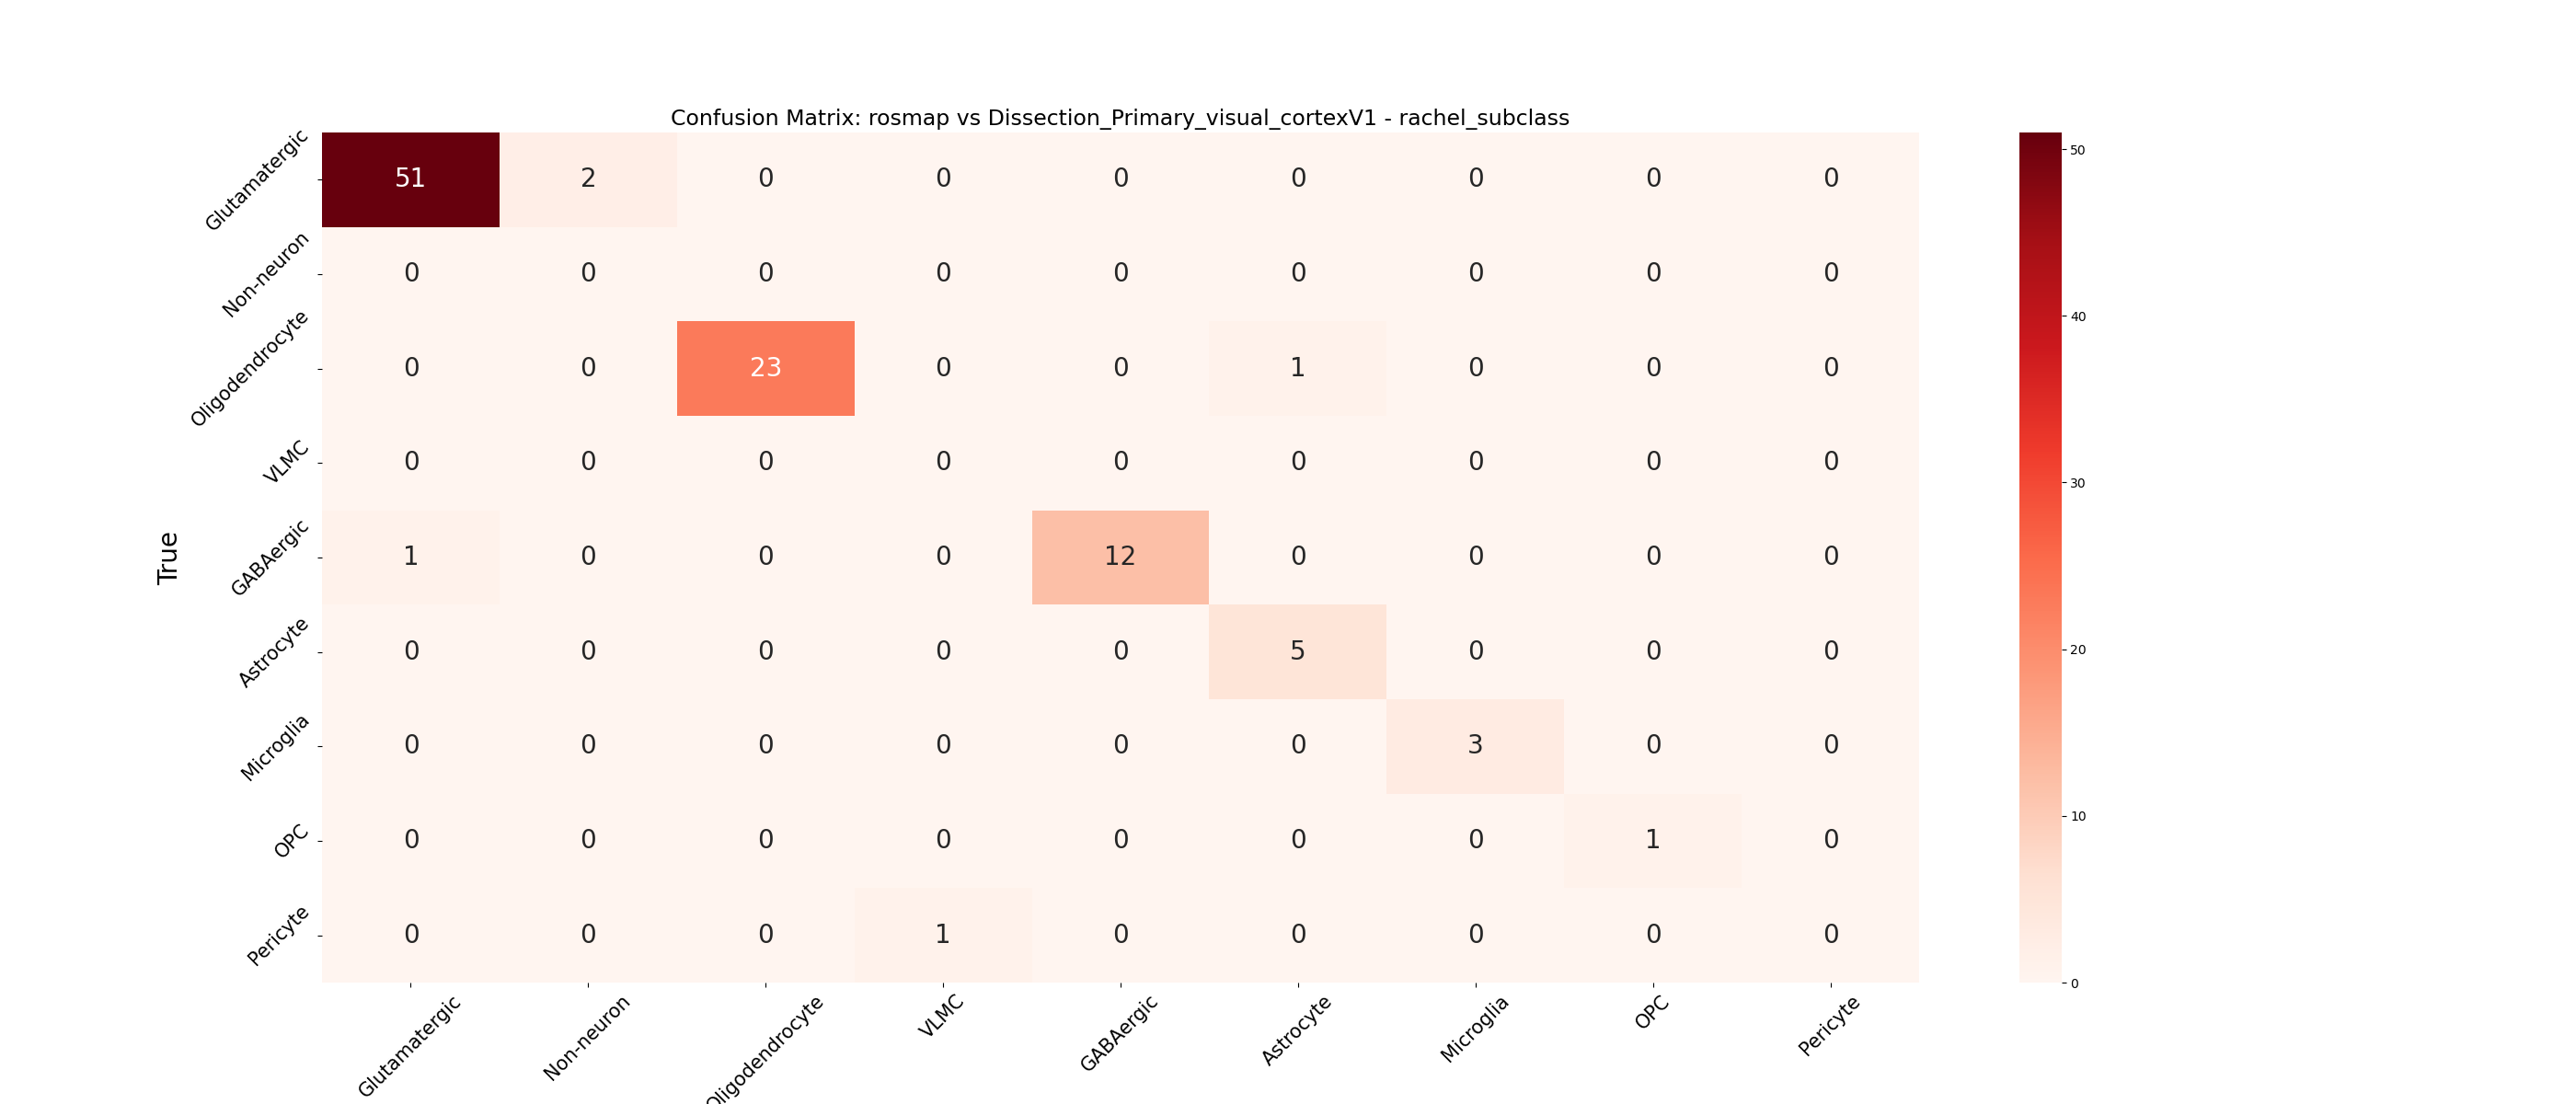 Confusion Matrix: rosmap vs Dissection_Primary_visual_cortexV1 - rachel_subclass
True
Glutamatergic 51 2 0 0 0 0 0 0 0
Non-neuron 0 0 0 0 0 0 0 0 0
Oligodendrocyte 0 0 23 0 0 1 0 0 0
VLMC 0 0 0 0 0 0 0 0 0
GABAergic 1 0 0 0 12 0 0 0 0
Astrocyte 0 0 0 0 0 5 0 0 0
Microglia 0 0 0 0 0 0 3 0 0
OPC 0 0 0 0 0 0 0 1 0
Pericyte 0 0 0 1 0 0 0 0 0
Glutamatergic Non-neuron Oligodendrocyte VLMC GABAergic Astrocyte Microglia OPC Pericyte
50
40
30
20
10
0